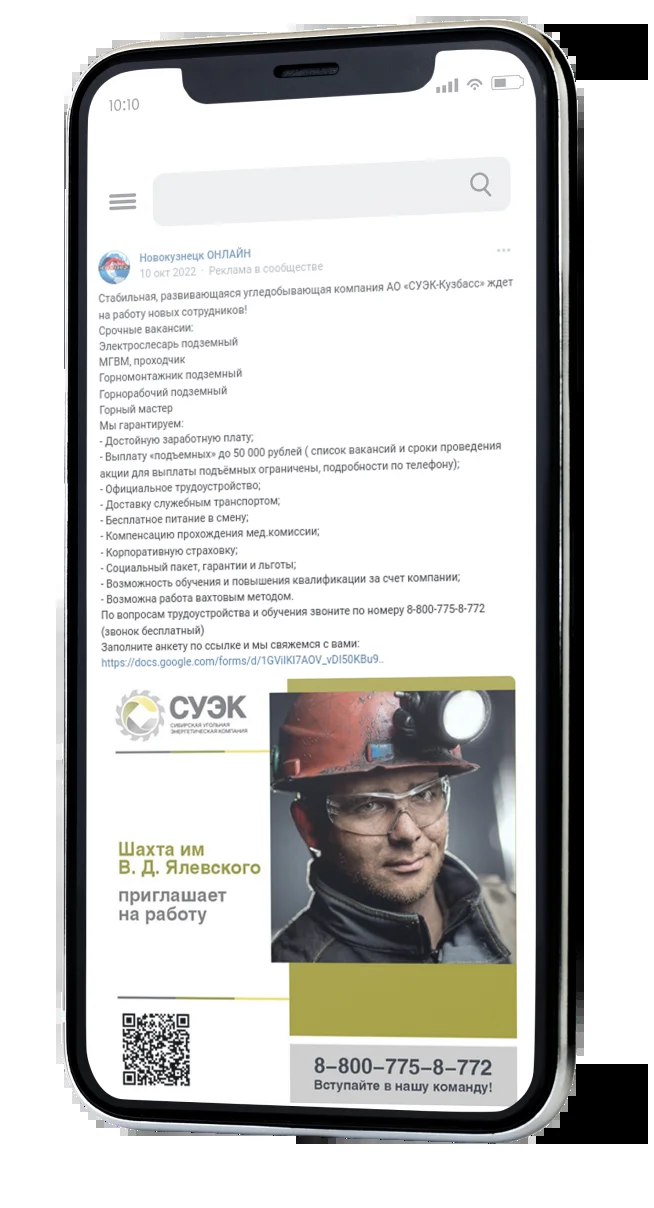 10:10
Новокузнецк ОНЛАЙН
10 окт 2022 · Реклама в сообществе
Стабильная, развивающаяся угледобывающая компания АО «СУЭК-Кузбасс» ждет
на работу новых сотрудников!
Срочные вакансии:
Электрослесарь подземный
МГВМ, проходчик
Горномонтажник подземный
Горнорабочий подземный
Горный мастер
Мы гарантируем:
- Достойную заработную плату;
- Выплату «подъемных» до 50 000 рублей ( список вакансий и сроки проведения
акции для выплаты подъёмных ограничены, подробности по телефону);
- Официальное трудоустройство;
- Доставку служебным транспортом;
- Бесплатное питание в смену;
- Компенсацию прохождения мед.комиссии;
- Корпоративную страховку;
- Социальный пакет, гарантии и льготы;
- Возможность обучения и повышения квалификации за счет компании;
- Возможна работа вахтовым методом.
По вопросам трудоустройства и обучения звоните по номеру 8-800-775-8-772
(звонок бесплатный)
Заполните анкету по ссылке и мы свяжемся с вами:
https://docs.google.com/forms/d/1GViIKI7AOV_vDI50KBu9..
СУЭК
СИБИРСКАЯ УГОЛЬНАЯ
ЭНЕРГЕТИЧЕСКАЯ КОМПАНИЯ
Шахта им
В. Д. Ялевского
приглашает
на работу
8-800-775-8-772
Вступайте в нашу команду!